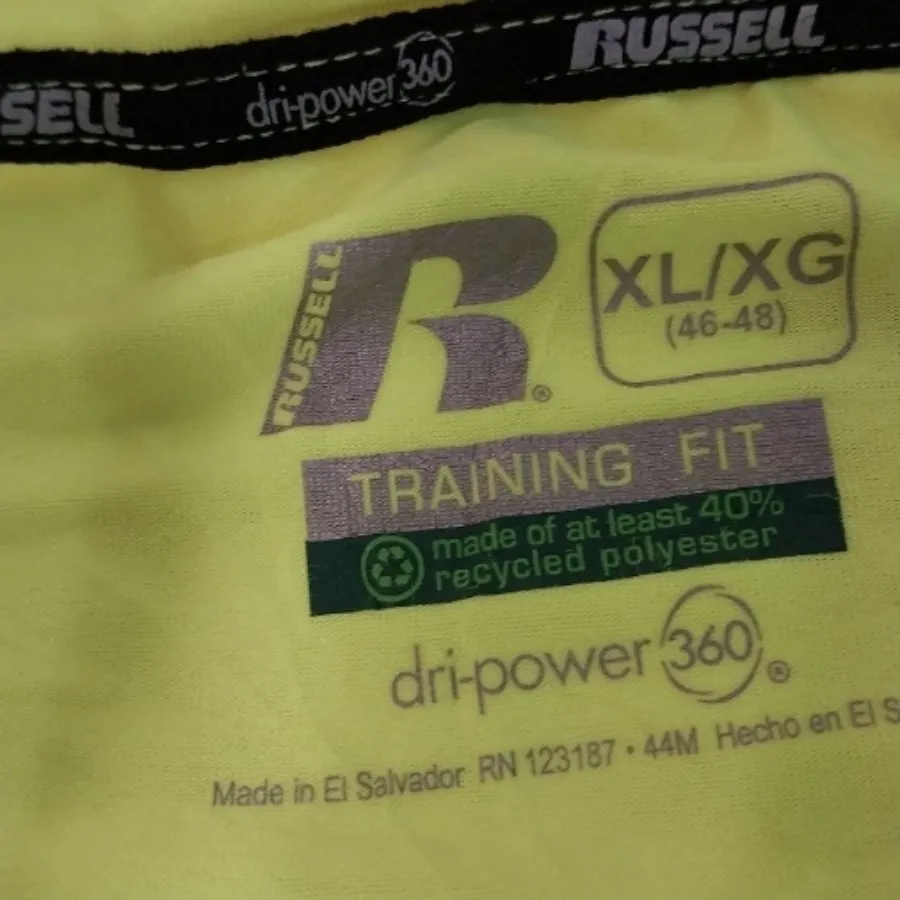 SELL dri-power 360 RUSSELL
RUSSELL R®
XL/XG
(46-48)
TRAINING FIT
made of at least 40%
recycled polyester
dri-power 360®
Made in El Salvador RN 123187 • 44M Hecho en El S